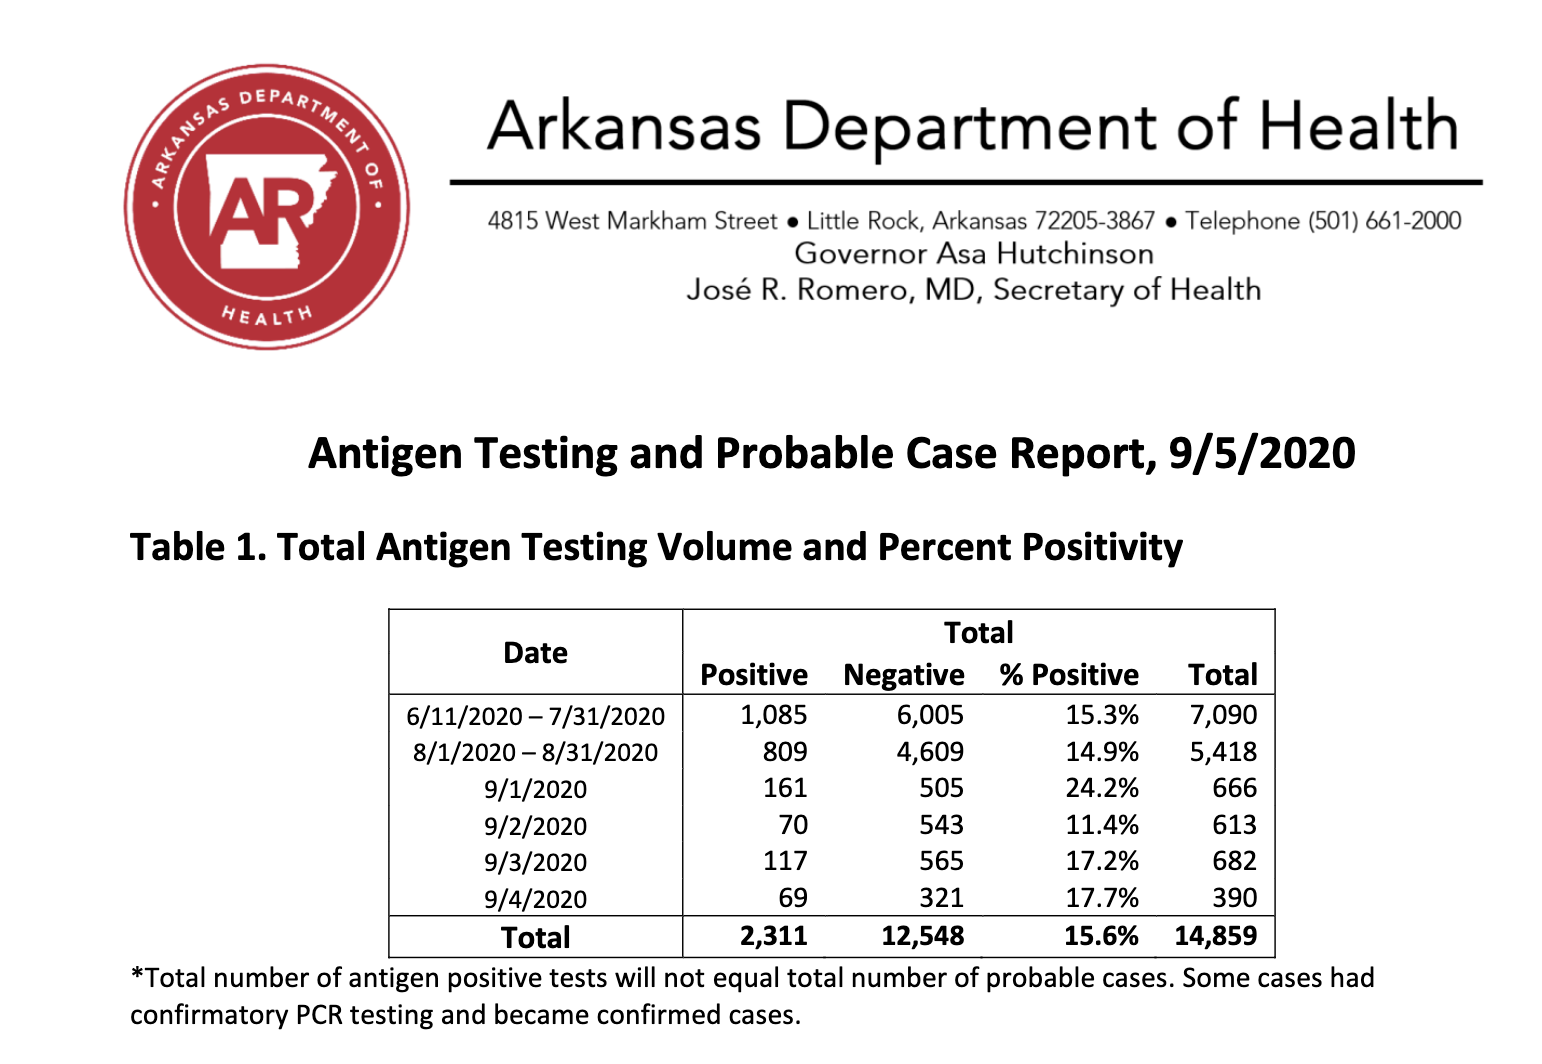 ARKANSAS DEPARTMENT OF
AR
HEALTH
Arkansas Department of Health
4815 West Markham Street ● Little Rock, Arkansas 72205-3867 ● Telephone (501) 661-2000
Governor Asa Hutchinson
José R. Romero, MD, Secretary of Health
Antigen Testing and Probable Case Report, 9/5/2020
Table 1. Total Antigen Testing Volume and Percent Positivity
Date Total
Positive Negative % Positive Total
6/11/2020 – 7/31/2020 1,085 6,005 15.3% 7,090
8/1/2020 – 8/31/2020 809 4,609 14.9% 5,418
9/1/2020 161 505 24.2% 666
9/2/2020 70 543 11.4% 613
9/3/2020 117 565 17.2% 682
9/4/2020 69 321 17.7% 390
Total 2,311 12,548 15.6% 14,859
*Total number of antigen positive tests will not equal total number of probable cases. Some cases had
confirmatory PCR testing and became confirmed cases.